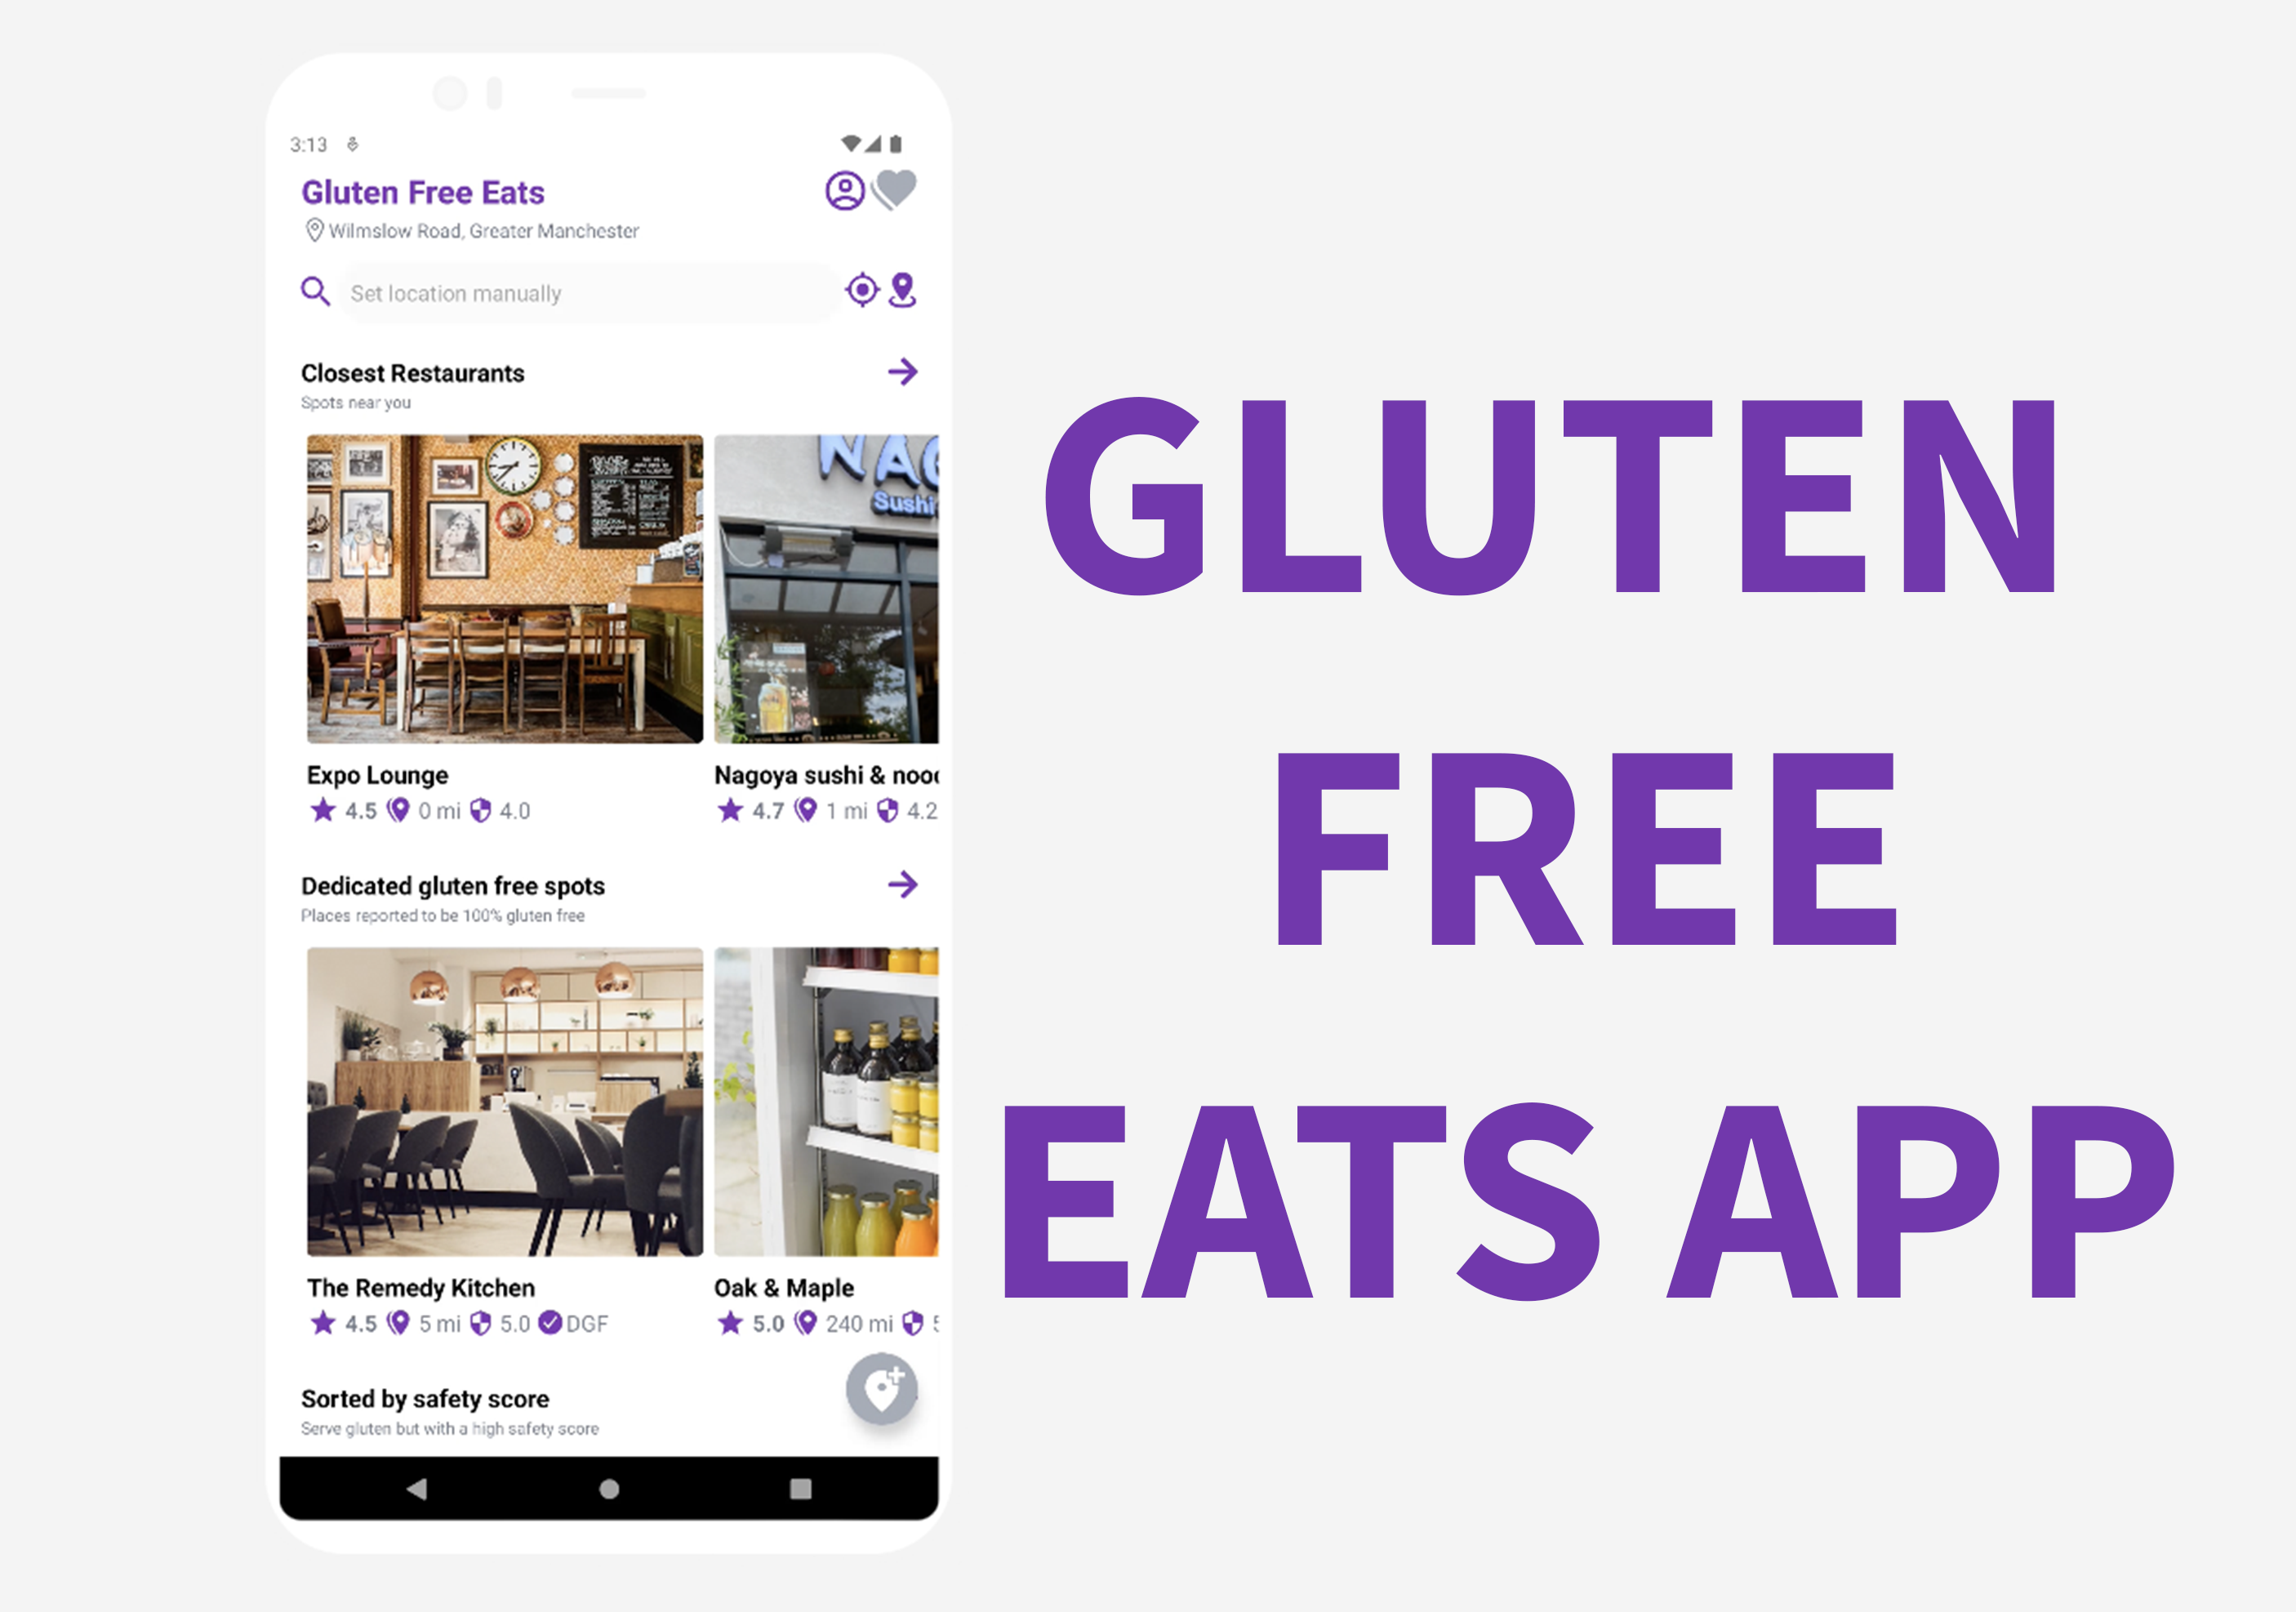 3:13
Gluten Free Eats
Wilmslow Road, Greater Manchester
Set location manually
Closest Restaurants
Spots near you
NAG
Sushi
Expo Lounge
4.5 0 mi 4.0
Nagoya sushi & noo
4.7 1 mi 4.2
Dedicated gluten free spots
Places reported to be 100% gluten free
The Remedy Kitchen
4.5 5 mi 5.0 DGF
Oak & Maple
5.0 240 mi 5
Sorted by safety score
Serve gluten but with a high safety score
GLUTEN
FREE
EATS APP